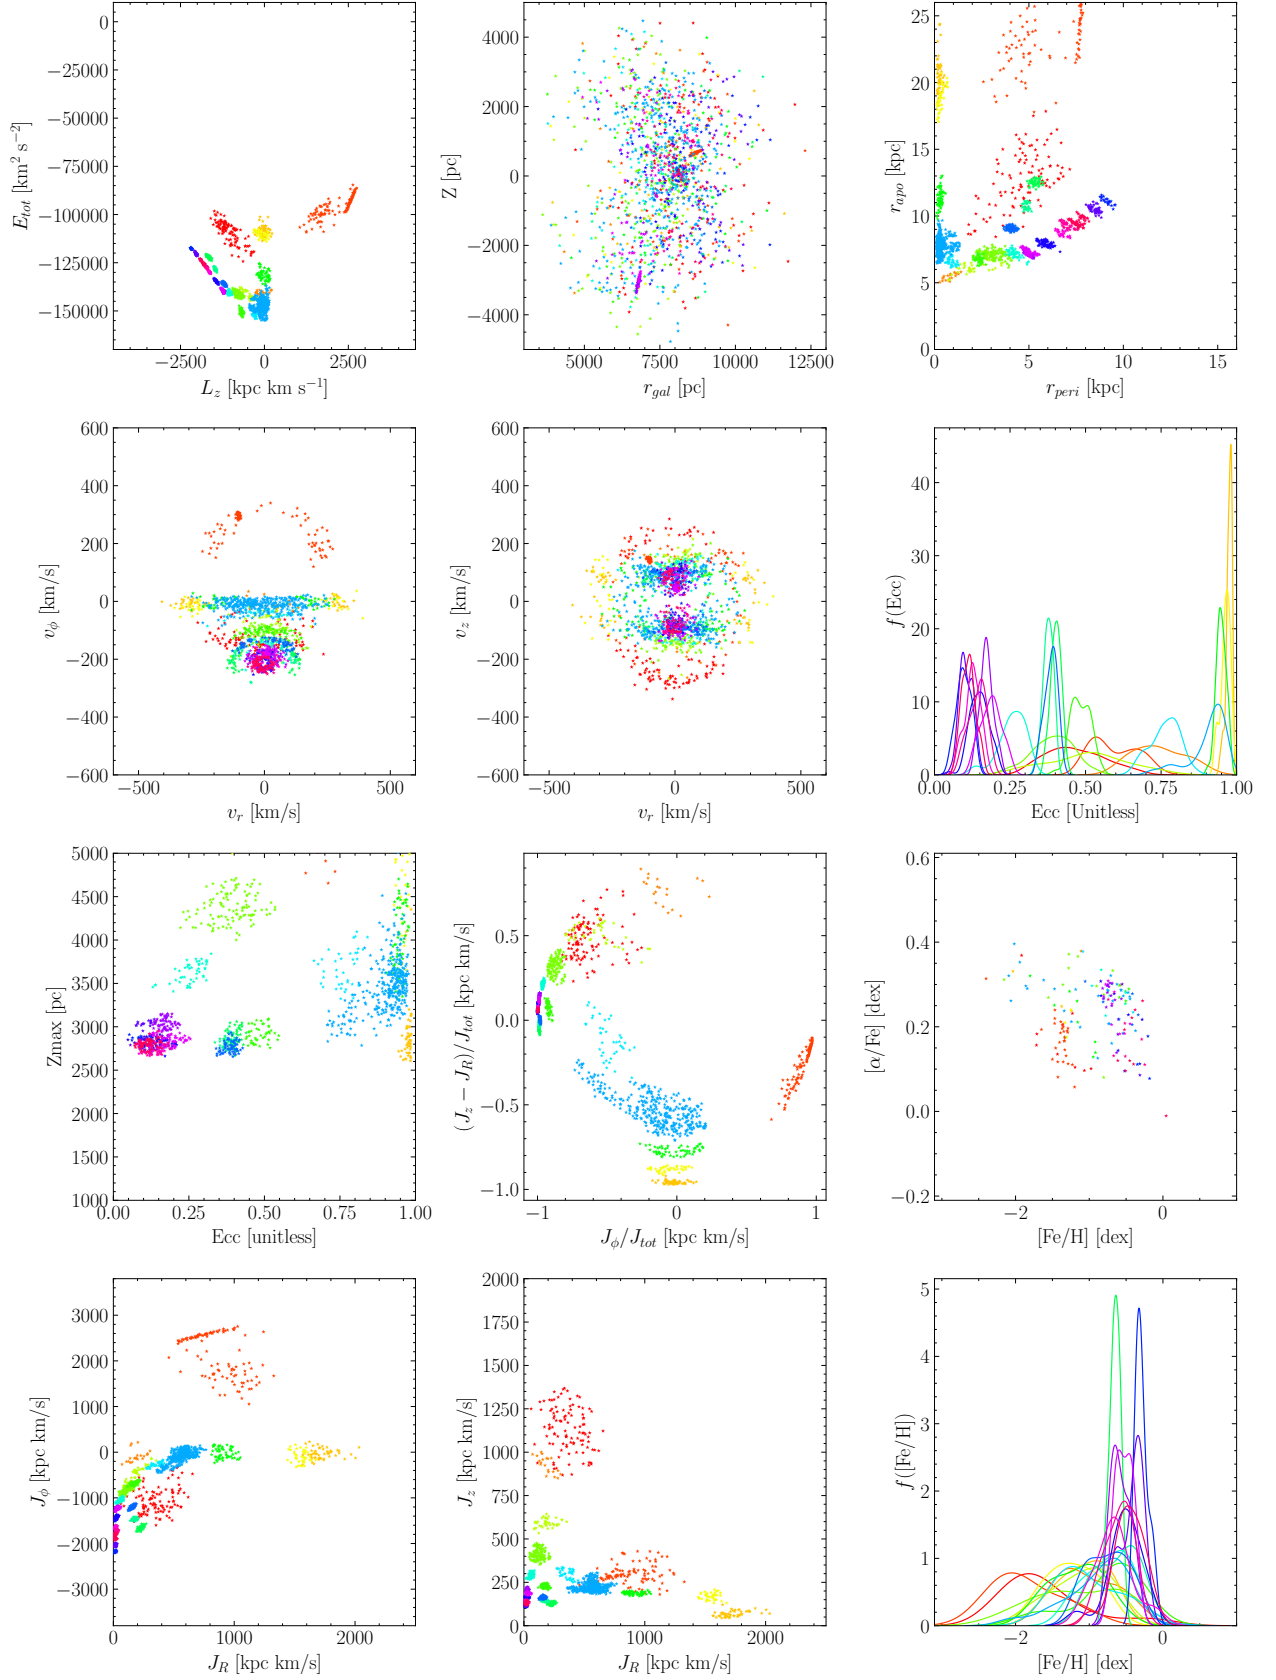 0
−25000
−50000
−75000
−100000
−125000
−150000
E_tot [km² s⁻²]
−2500 0 2500
L_z [kpc km s⁻¹]
4000
2000
0
−2000
−4000
Z [pc]
5000 7500 10000 12500
r_gal [pc]
25
20
15
10
5
0
r_apo [kpc]
0 5 10 15
r_peri [kpc]
600
400
200
0
−200
−400
−600
v_ϕ [km/s]
−500 0 500
v_r [km/s]
600
400
200
0
−200
−400
−600
v_z [km/s]
−500 0 500
v_r [km/s]
40
30
20
10
0
f(Ecc)
0.00 0.25 0.50 0.75 1.00
Ecc [Unitless]
5000
4500
4000
3500
3000
2500
2000
1500
1000
Zmax [pc]
0.00 0.25 0.50 0.75 1.00
Ecc [unitless]
0.5
0.0
−0.5
−1.0
(J_z − J_R)/J_tot [kpc km/s]
−1 0 1
J_ϕ/J_tot [kpc km/s]
0.6
0.4
0.2
0.0
−0.2
[α/Fe] [dex]
−2 0
[Fe/H] [dex]
3000
2000
1000
0
−1000
−2000
−3000
J_ϕ [kpc km/s]
0 1000 2000
J_R [kpc km/s]
2000
1750
1500
1250
1000
750
500
250
0
J_z [kpc km/s]
0 1000 2000
J_R [kpc km/s]
5
4
3
2
1
0
f([Fe/H])
−2 0
[Fe/H] [dex]